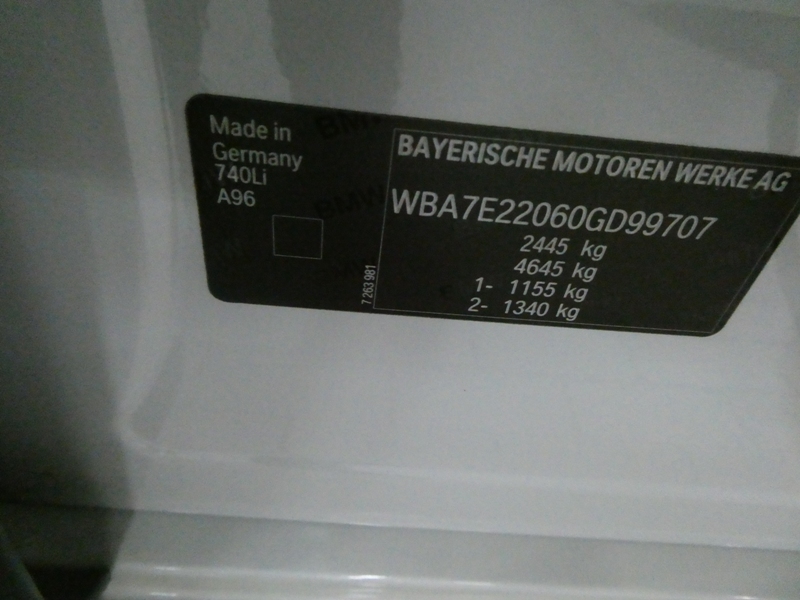 Made in
Germany
740Li
A96
7 263 981
BAYERISCHE MOTOREN WERKE AG
WBA7E22060GD99707
2445 kg
4645 kg
1- 1155 kg
2- 1340 kg